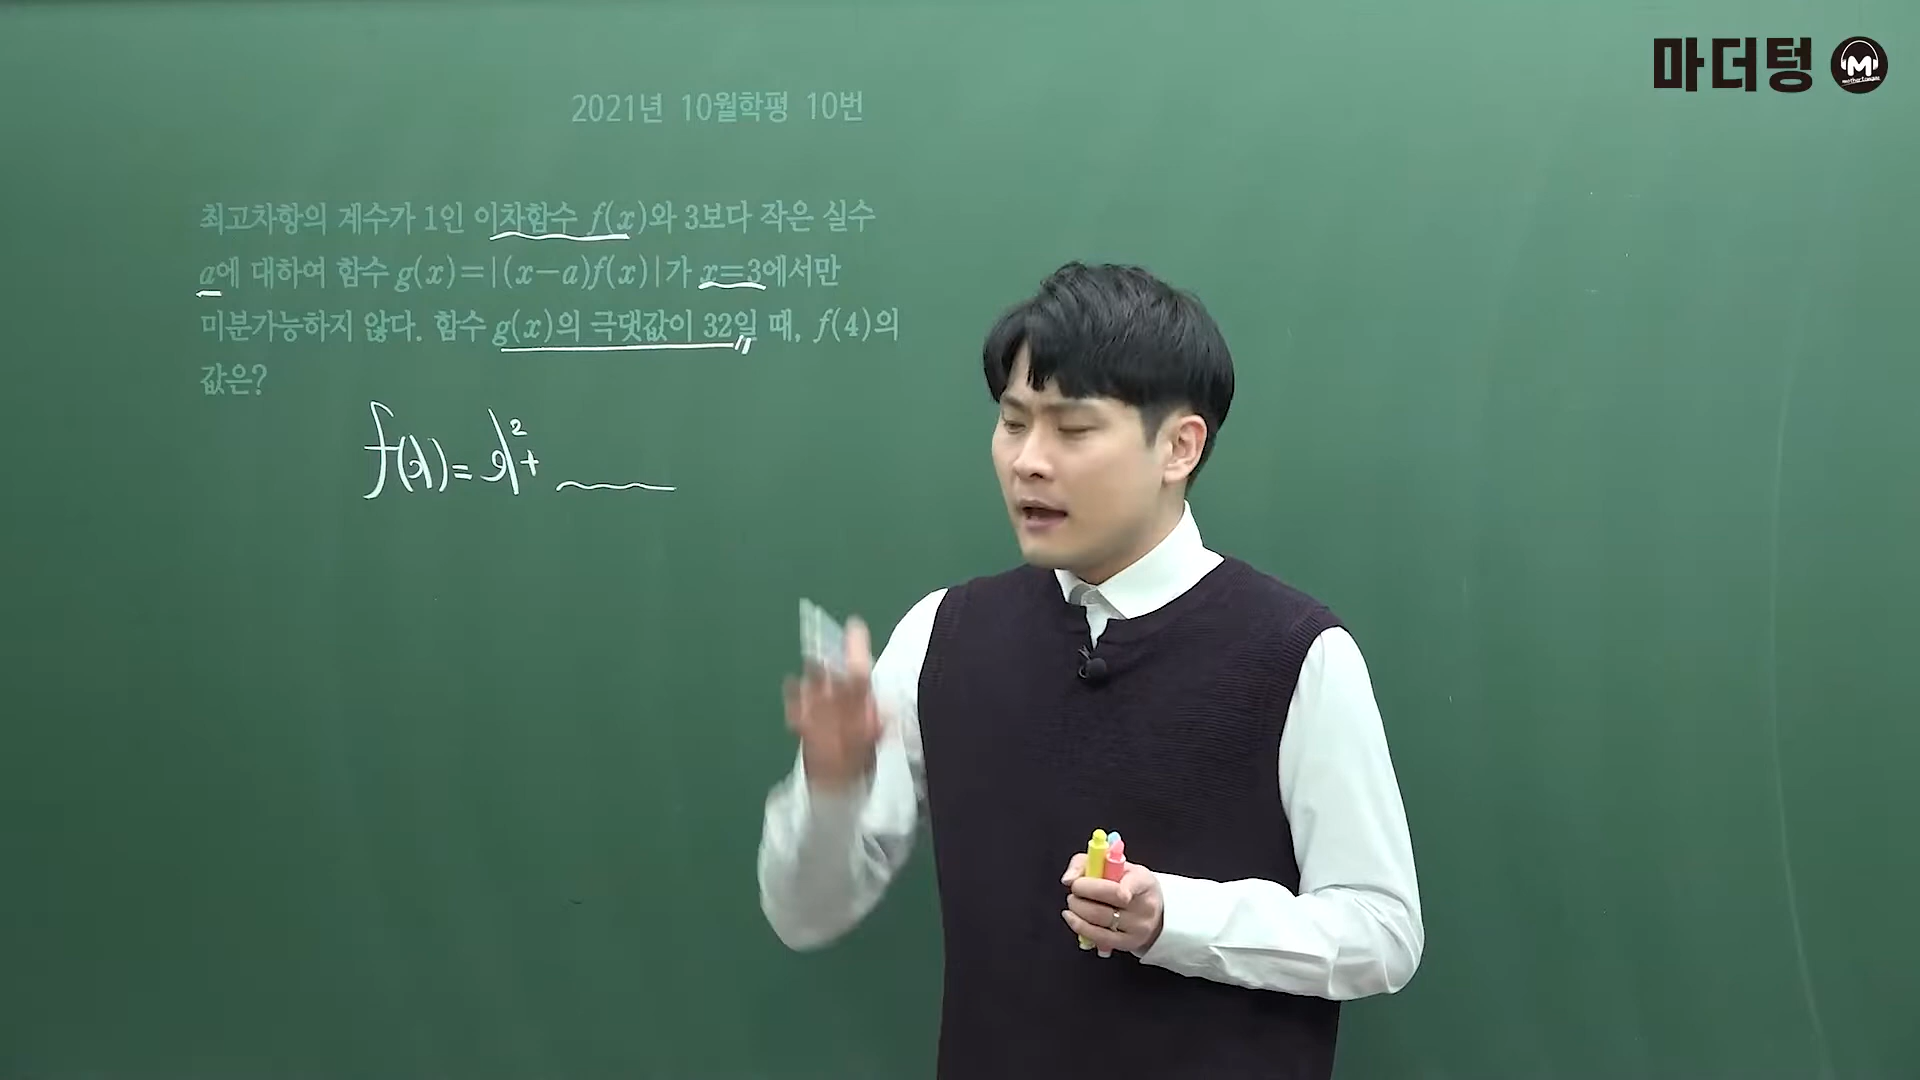 마더텅 M
2021년 10월학평 10번
최고차항의 계수가 1인 이차함수 f(x)와 3보다 작은 실수
a에 대하여 함수 g(x)=|(x-a)f(x)|가 x=3에서만
미분가능하지 않다. 함수 g(x)의 극댓값이 32일 때, f(4)의
값은?
f(x)=x²+